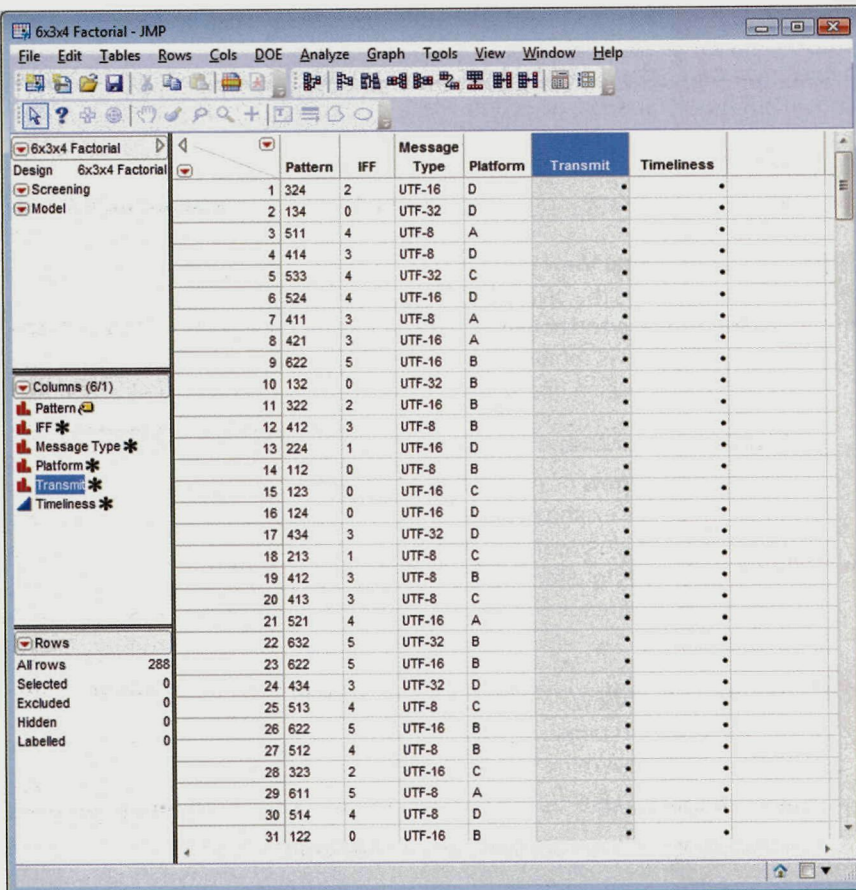 6x3x4 Factorial - JMP
File Edit Tables Rows Cols DOE Analyze Graph Tools View Window Help
6x3x4 Factorial
Design 6x3x4 Factorial
Screening
Model
Columns (6/1)
Pattern
IFF
Message Type
Platform
Transmit
Timeliness
Rows
All rows 288
Selected 0
Excluded 0
Hidden 0
Labelled 0
Pattern IFF Message Type Platform Transmit Timeliness
1 324 2 UTF-16 D • •
2 134 0 UTF-32 D • •
3 511 4 UTF-8 A • •
4 414 3 UTF-8 D • •
5 533 4 UTF-32 C • •
6 524 4 UTF-16 D • •
7 411 3 UTF-8 A • •
8 421 3 UTF-16 A • •
9 622 5 UTF-16 B • •
10 132 0 UTF-32 B • •
11 322 2 UTF-16 B • •
12 412 3 UTF-8 B • •
13 224 1 UTF-16 D • •
14 112 0 UTF-8 B • •
15 123 0 UTF-16 C • •
16 124 0 UTF-16 D • •
17 434 3 UTF-32 D • •
18 213 1 UTF-8 C • •
19 412 3 UTF-8 B • •
20 413 3 UTF-8 C • •
21 521 4 UTF-16 A • •
22 632 5 UTF-32 B • •
23 622 5 UTF-16 B • •
24 434 3 UTF-32 D • •
25 513 4 UTF-8 C • •
26 622 5 UTF-16 B • •
27 512 4 UTF-8 B • •
28 323 2 UTF-16 C • •
29 611 5 UTF-8 A • •
30 514 4 UTF-8 D • •
31 122 0 UTF-16 B • •